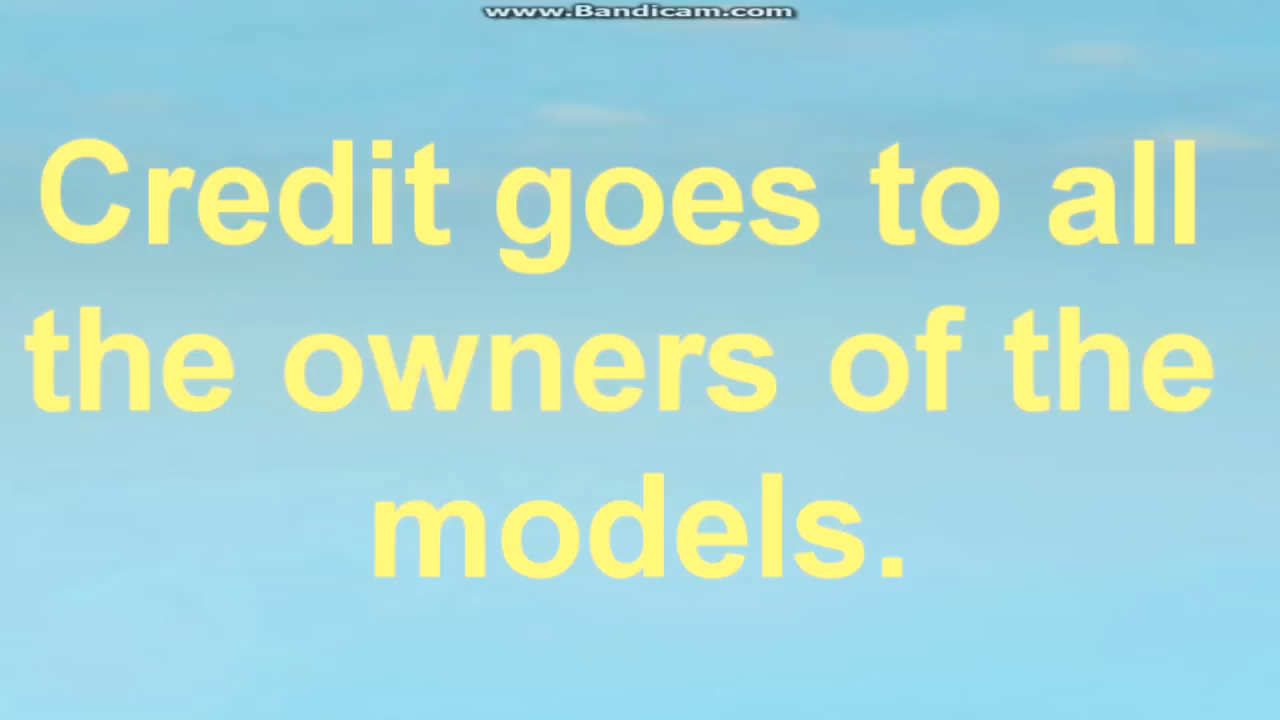 www.Bandicam.com
Credit goes to all
the owners of the
models.